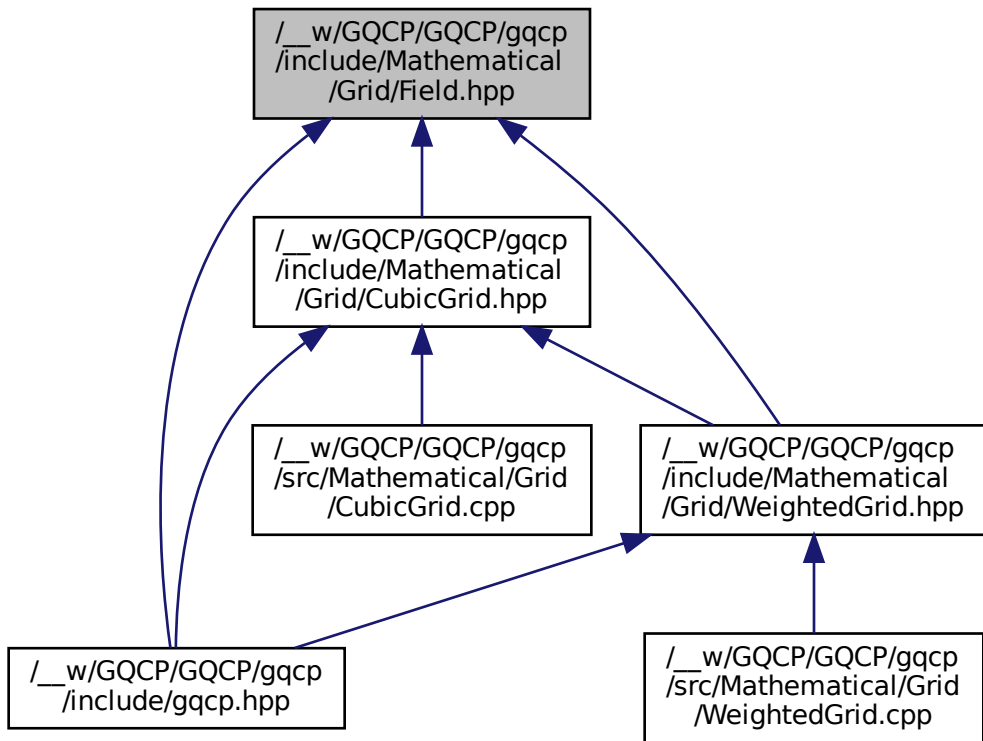 /__w/GQCP/GQCP/gqcp
/include/Mathematical
/Grid/Field.hpp
/__w/GQCP/GQCP/gqcp
/include/Mathematical
/Grid/CubicGrid.hpp
/__w/GQCP/GQCP/gqcp
/src/Mathematical/Grid
/CubicGrid.cpp
/__w/GQCP/GQCP/gqcp
/include/Mathematical
/Grid/WeightedGrid.hpp
/__w/GQCP/GQCP/gqcp
/include/gqcp.hpp
/__w/GQCP/GQCP/gqcp
/src/Mathematical/Grid
/WeightedGrid.cpp